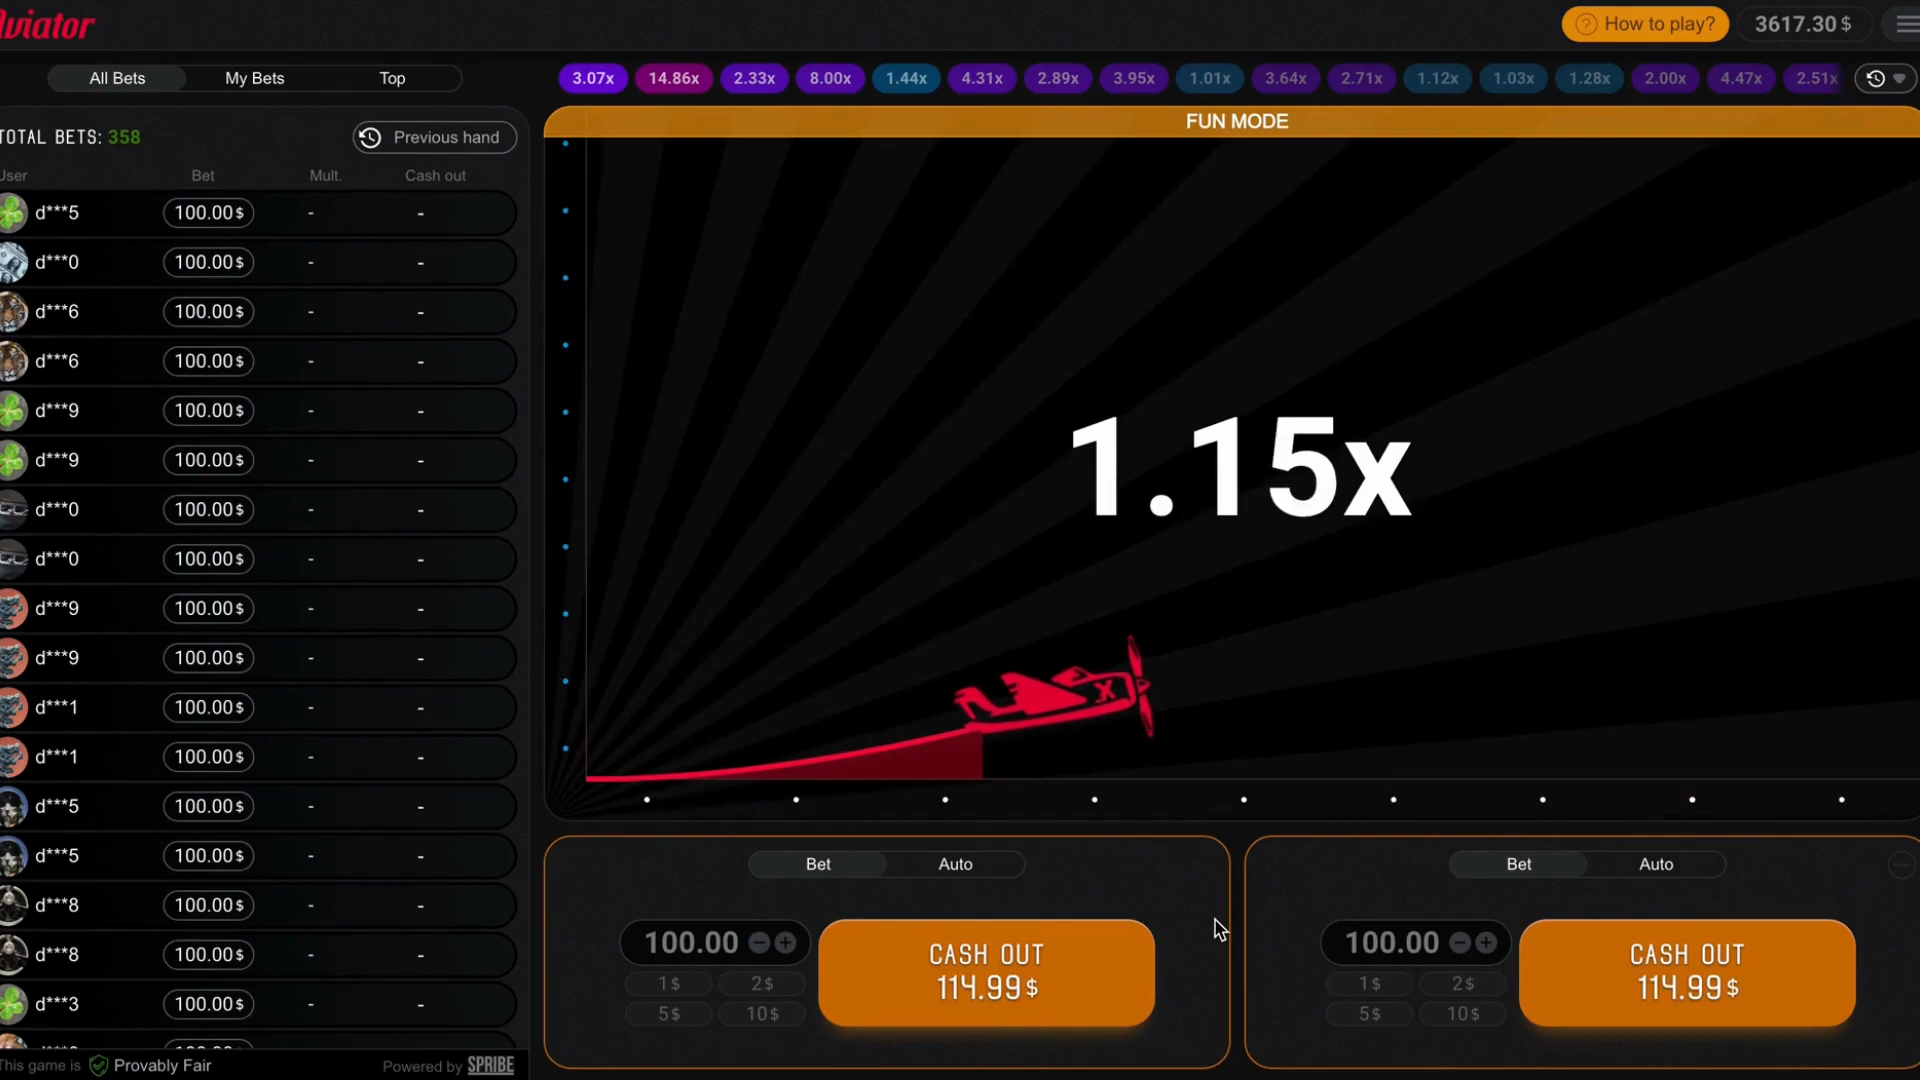 Aviator
How to play?
3617.30 $
All Bets
My Bets
Top
3.07x 14.86x 2.33x 8.00x 1.44x 4.31x 2.89x 3.95x 1.01x 3.64x 2.71x 1.12x 1.03x 1.28x 2.00x 4.47x 2.51x
FUN MODE
TOTAL BETS: 358
Previous hand
User Bet Mult. Cash out
d***5 100.00$ - -
d***0 100.00$ - -
d***6 100.00$ - -
d***6 100.00$ - -
d***9 100.00$ - -
d***9 100.00$ - -
d***0 100.00$ - -
d***0 100.00$ - -
d***9 100.00$ - -
d***9 100.00$ - -
d***1 100.00$ - -
d***1 100.00$ - -
d***5 100.00$ - -
d***5 100.00$ - -
d***8 100.00$ - -
d***8 100.00$ - -
d***3 100.00$ - -
This game is Provably Fair
Powered by SPRIBE
1.15x
X
Bet Auto
100.00
1$ 2$
5$ 10$
CASH OUT
114.99$
Bet Auto
100.00
1$ 2$
5$ 10$
CASH OUT
114.99$